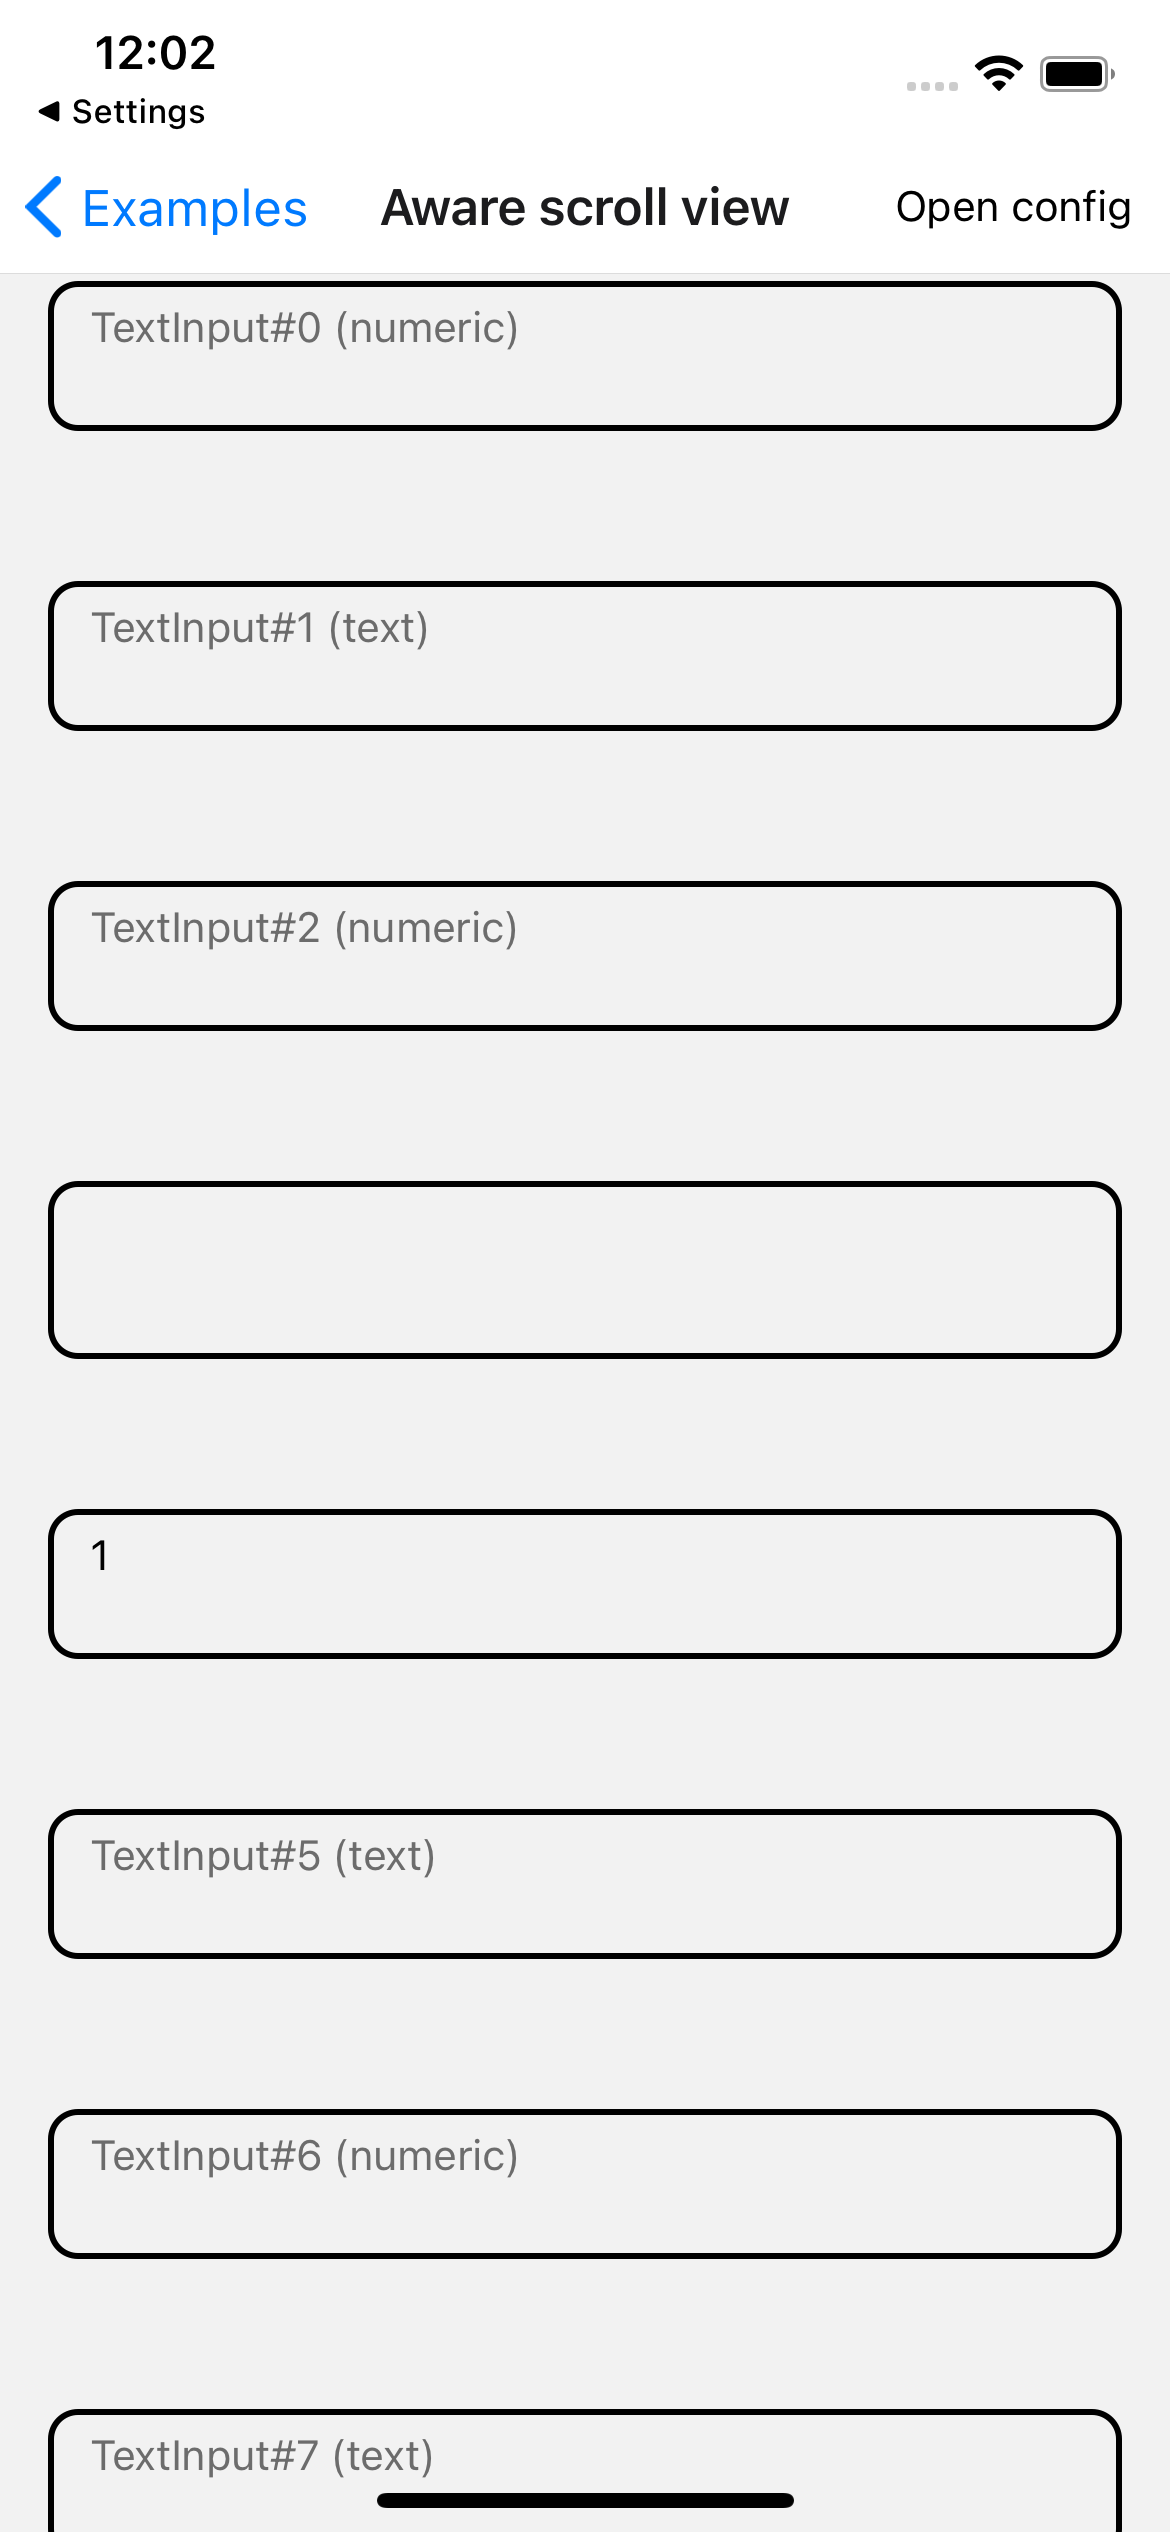 12:02
◀ Settings
Examples
Aware scroll view
Open config
TextInput#0 (numeric)
TextInput#1 (text)
TextInput#2 (numeric)
1
TextInput#5 (text)
TextInput#6 (numeric)
TextInput#7 (text)